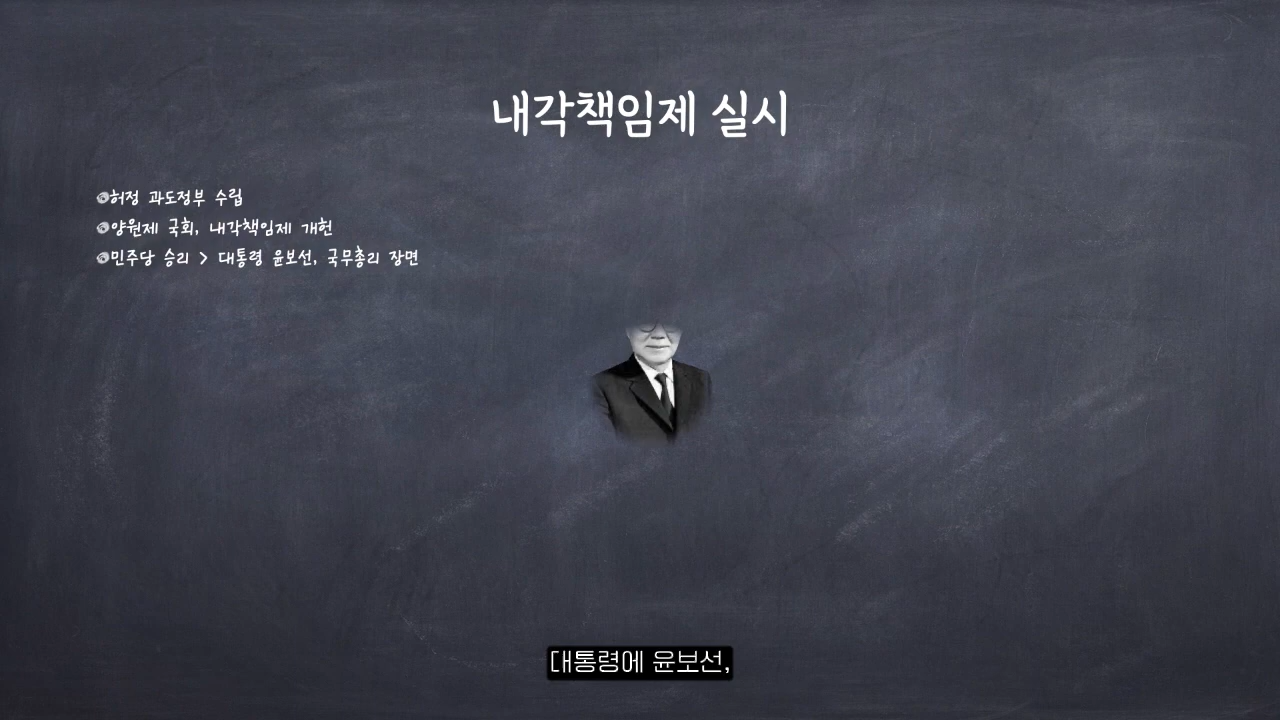 내각책임제 실시
허정 과도정부 수립
양원제 국회, 내각책임제 개헌
민주당 승리 > 대통령 윤보선, 국무총리 장면
대통령에 윤보선,